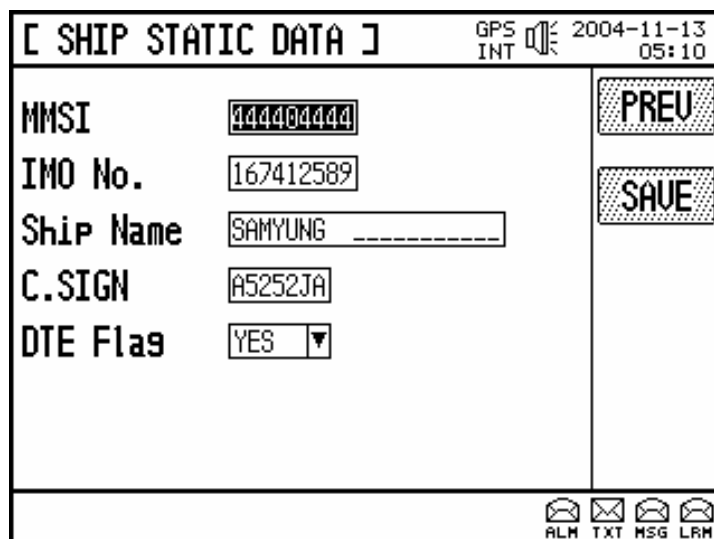 [ SHIP STATIC DATA ] GPS INT 2004-11-13 05:10
MMSI 444404444 PREV
IMO No. 167412589
SAVE
Ship Name SAMYUNG ___________
C.SIGN A5252JA
DTE Flag YES
ALM TXT MSG LRM